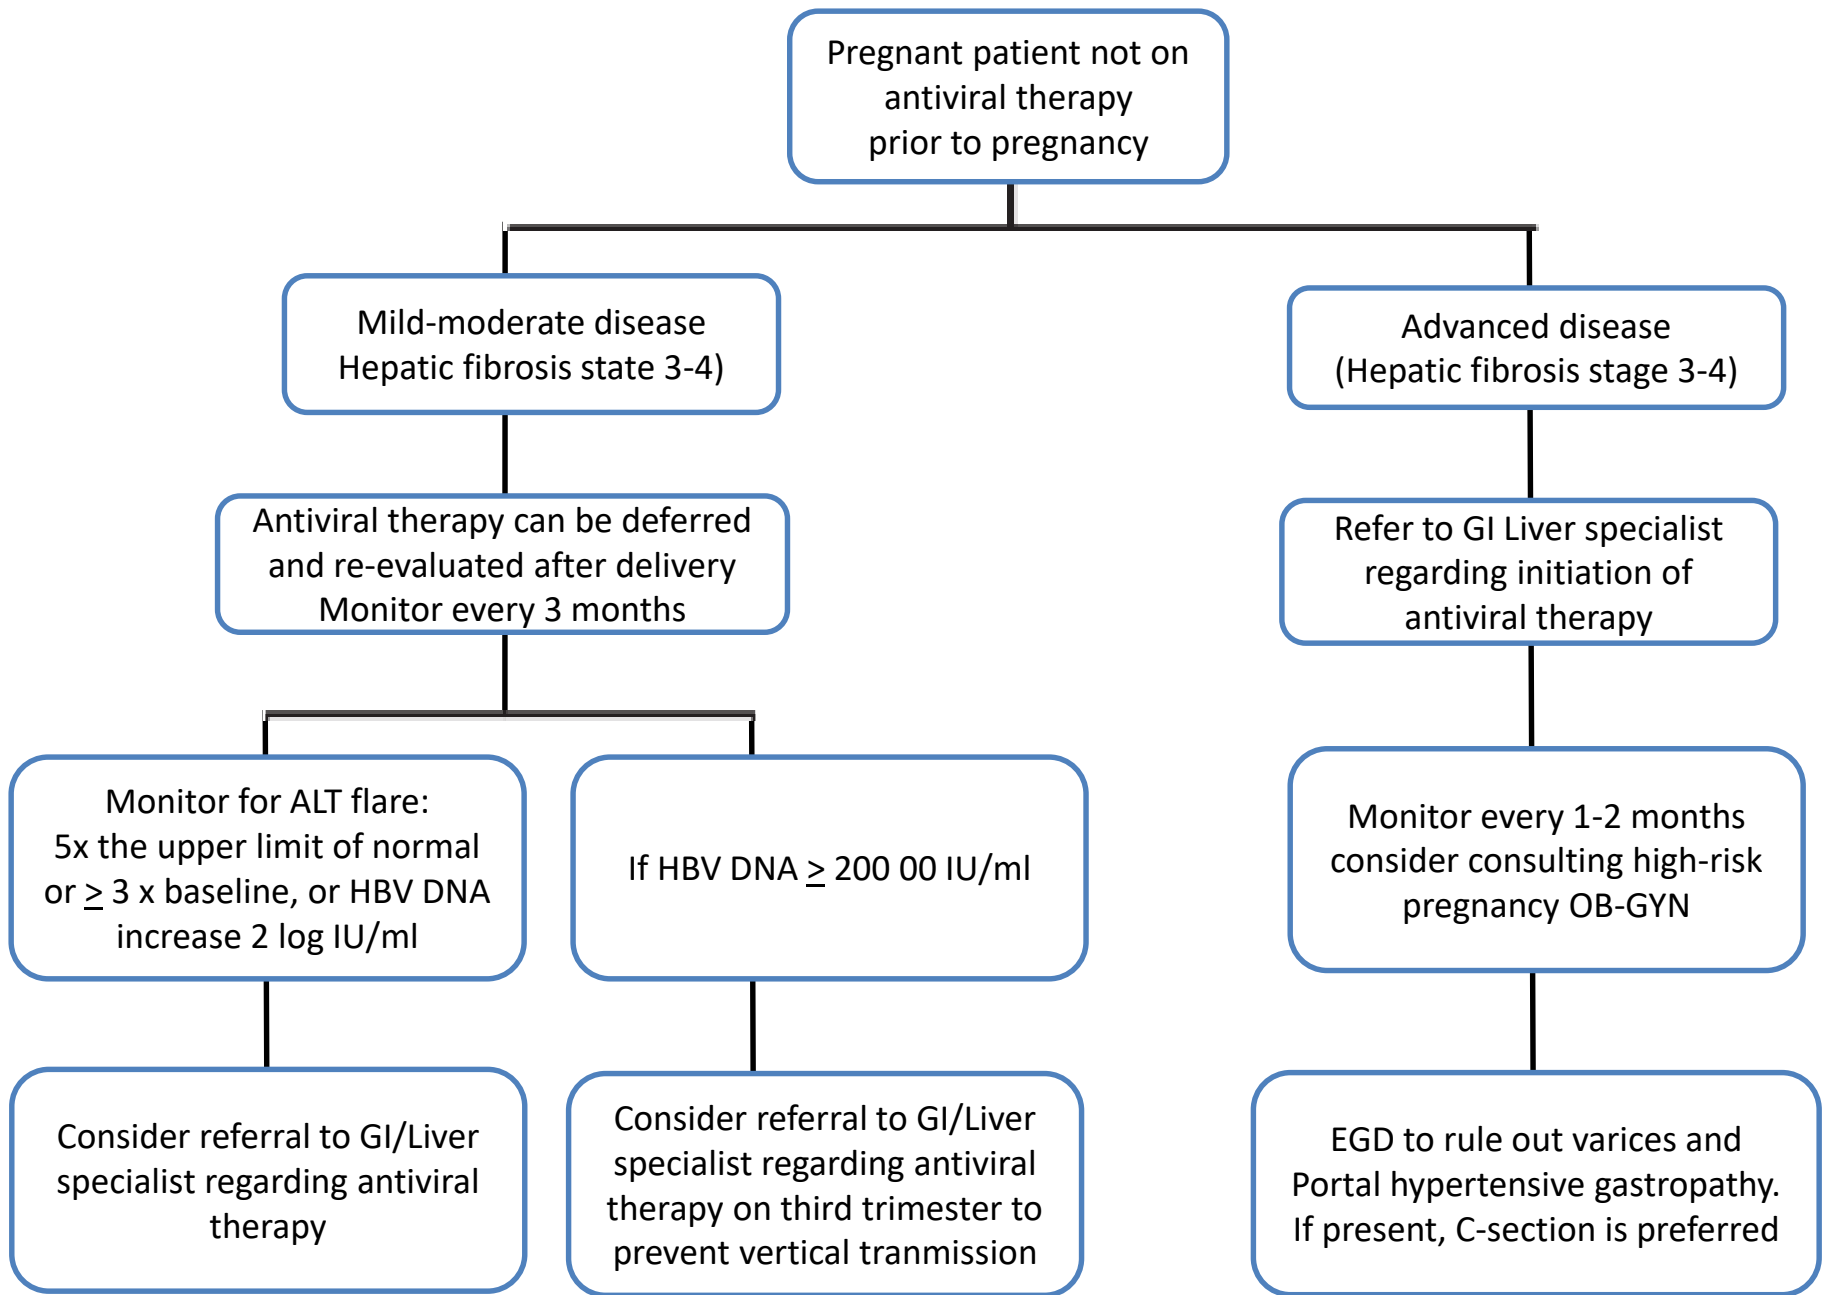 Pregnant patient not on
antiviral therapy
prior to pregnancy
Mild-moderate disease
Hepatic fibrosis state 3-4)
Advanced disease
(Hepatic fibrosis stage 3-4)
Antiviral therapy can be deferred
and re-evaluated after delivery
Monitor every 3 months
Refer to GI Liver specialist
regarding initiation of
antiviral therapy
Monitor for ALT flare:
5x the upper limit of normal
or ≥ 3 x baseline, or HBV DNA
increase 2 log IU/ml
If HBV DNA ≥ 200 00 IU/ml
Monitor every 1-2 months
consider consulting high-risk
pregnancy OB-GYN
Consider referral to GI/Liver
specialist regarding antiviral
therapy
Consider referral to GI/Liver
specialist regarding antiviral
therapy on third trimester to
prevent vertical tranmission
EGD to rule out varices and
Portal hypertensive gastropathy.
If present, C-section is preferred